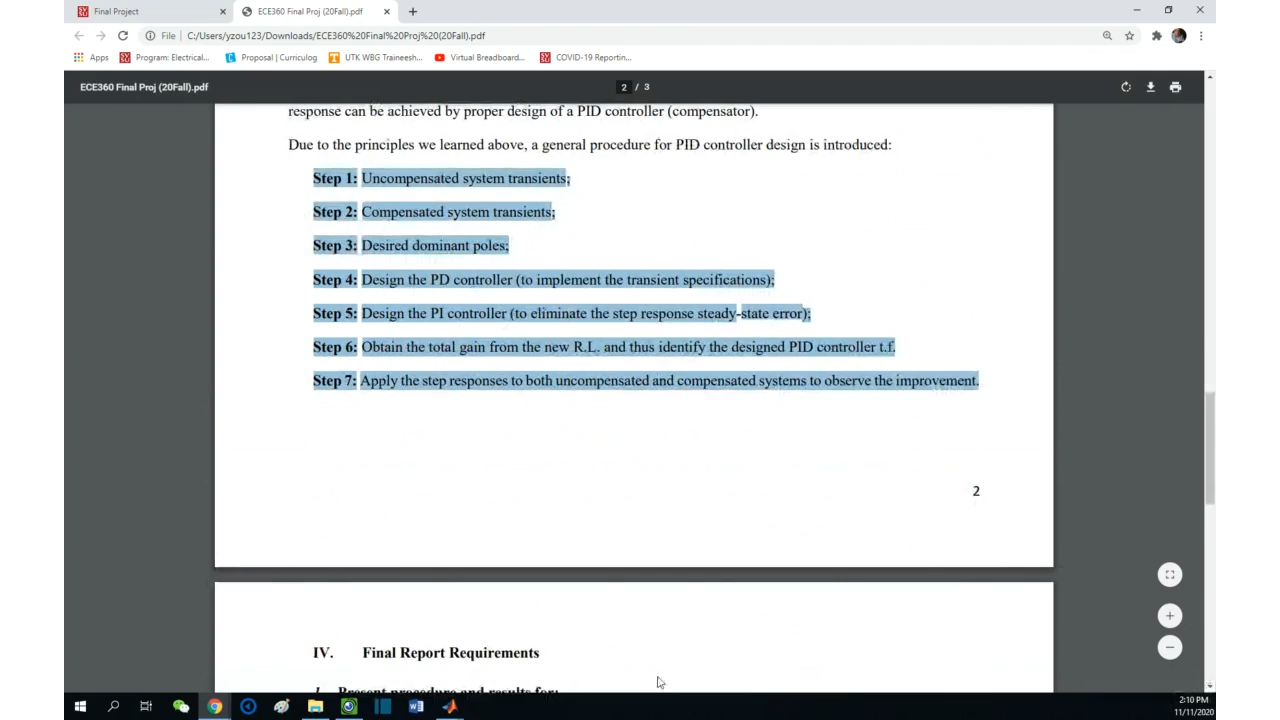 Final Project
ECE360 Final Proj (20Fall).pdf
File
C:/Users/yzou123/Downloads/ECE360%20Final%20Proj%20(20Fall).pdf
Apps
Program: Electrical...
Proposal | Curriculog
UTK WBG Traineesh...
Virtual Breadboard...
COVID-19 Reportin...
ECE360 Final Proj (20Fall).pdf
2 / 3
response can be achieved by proper design of a PID controller (compensator).
Due to the principles we learned above, a general procedure for PID controller design is introduced:
Step 1: Uncompensated system transients;
Step 2: Compensated system transients;
Step 3: Desired dominant poles;
Step 4: Design the PD controller (to implement the transient specifications);
Step 5: Design the PI controller (to eliminate the step response steady-state error);
Step 6: Obtain the total gain from the new R.L. and thus identify the designed PID controller t.f.
Step 7: Apply the step responses to both uncompensated and compensated systems to observe the improvement.
2
IV. Final Report Requirements
1. Present procedure and results for:
2:10 PM
11/11/2020